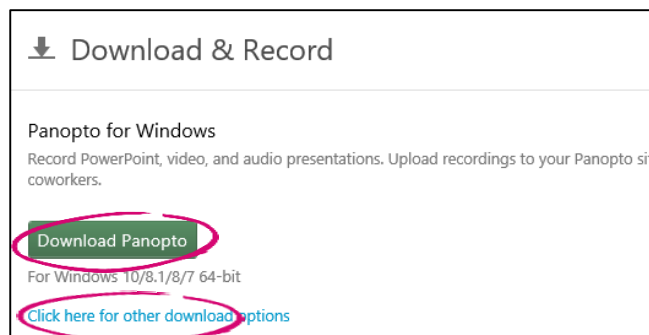 Download & Record
Panopto for Windows
Record PowerPoint, video, and audio presentations. Upload recordings to your Panopto
coworkers.
Download Panopto
For Windows 10/8.1/8/7 64-bit
Click here for other download options